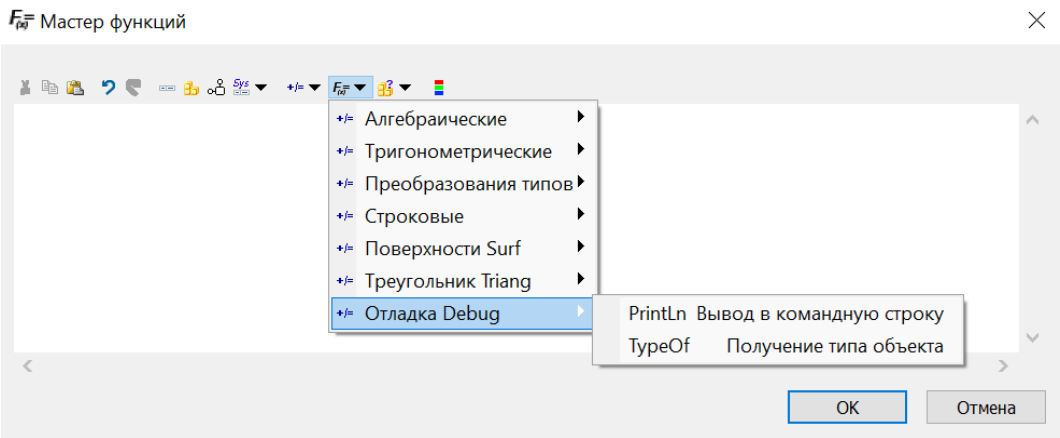 F(x)= Мастер функций
Sys +/= F(x)= ?
+/= Алгебраические
+/= Тригонометрические
+/= Преобразования типов
+/= Строковые
+/= Поверхности Surf
+/= Треугольник Triang
+/= Отладка Debug
PrintLn Вывод в командную строку
TypeOf Получение типа объекта
OK Отмена